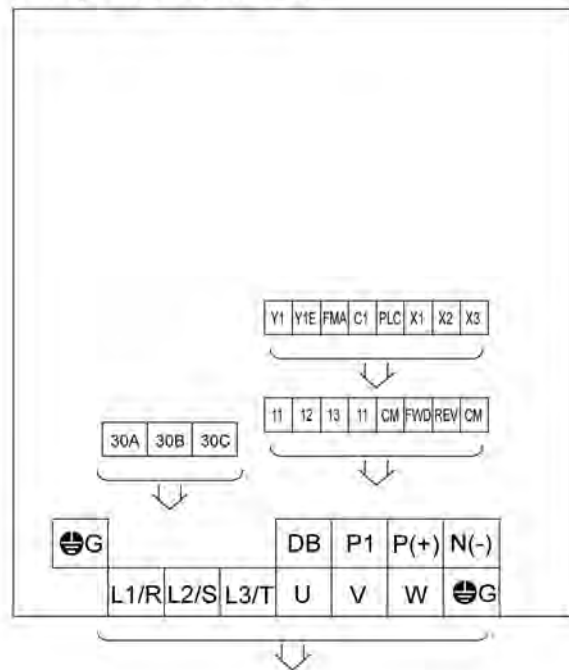 Y1 Y1E FMA C1 PLC X1 X2 X3
11 12 13 11 CM FWD REV CM
30A 30B 30C
G DB P1 P(+) N(-)
L1/R L2/S L3/T U V W G